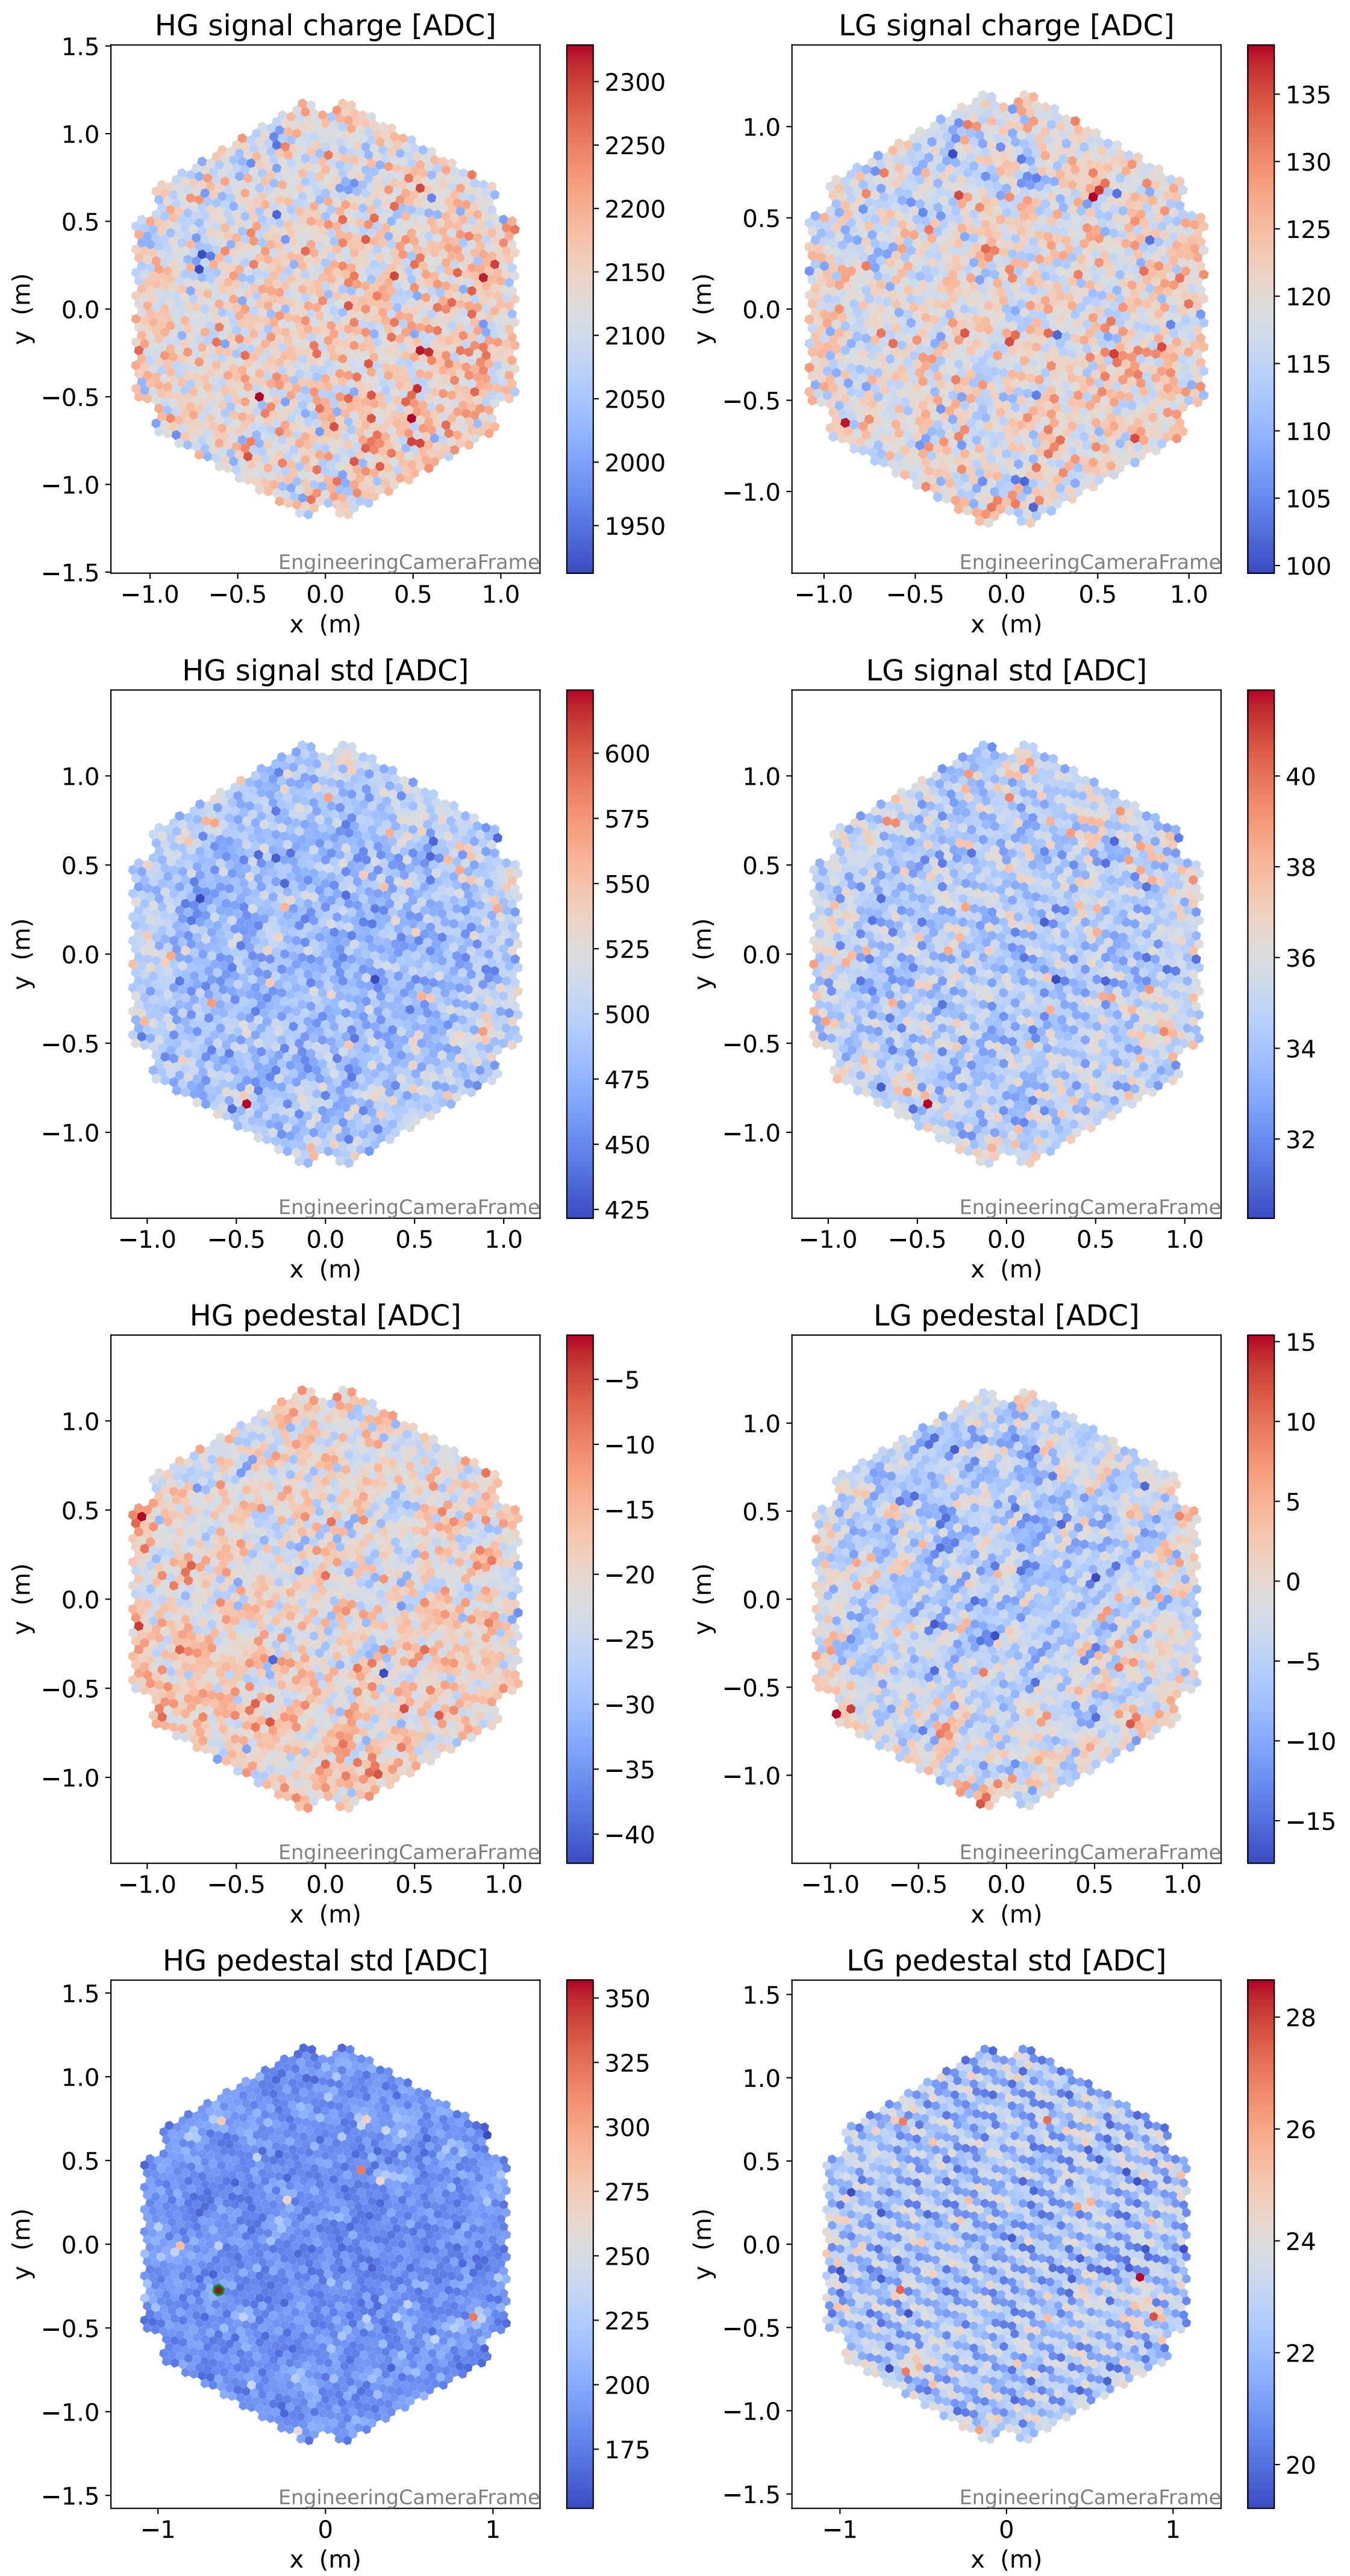 HG signal charge [ADC]
1.5
1.0
0.5
0.0
−0.5
−1.0
−1.5
y (m)
−1.0 −0.5 0.0 0.5 1.0
x (m)
EngineeringCameraFrame
2300
2250
2200
2150
2100
2050
2000
1950
LG signal charge [ADC]
1.0
0.5
0.0
−0.5
−1.0
y (m)
−1.0 −0.5 0.0 0.5 1.0
x (m)
EngineeringCameraFrame
135
130
125
120
115
110
105
100
HG signal std [ADC]
1.0
0.5
0.0
−0.5
−1.0
y (m)
−1.0 −0.5 0.0 0.5 1.0
x (m)
EngineeringCameraFrame
600
575
550
525
500
475
450
425
LG signal std [ADC]
1.0
0.5
0.0
−0.5
−1.0
y (m)
−1.0 −0.5 0.0 0.5 1.0
x (m)
EngineeringCameraFrame
40
38
36
34
32
HG pedestal [ADC]
1.0
0.5
0.0
−0.5
−1.0
y (m)
−1.0 −0.5 0.0 0.5 1.0
x (m)
EngineeringCameraFrame
−5
−10
−15
−20
−25
−30
−35
−40
LG pedestal [ADC]
1.0
0.5
0.0
−0.5
−1.0
y (m)
−1.0 −0.5 0.0 0.5 1.0
x (m)
EngineeringCameraFrame
15
10
5
0
−5
−10
−15
HG pedestal std [ADC]
1.5
1.0
0.5
0.0
−0.5
−1.0
−1.5
y (m)
−1 0 1
x (m)
EngineeringCameraFrame
350
325
300
275
250
225
200
175
LG pedestal std [ADC]
1.5
1.0
0.5
0.0
−0.5
−1.0
−1.5
y (m)
−1 0 1
x (m)
EngineeringCameraFrame
28
26
24
22
20